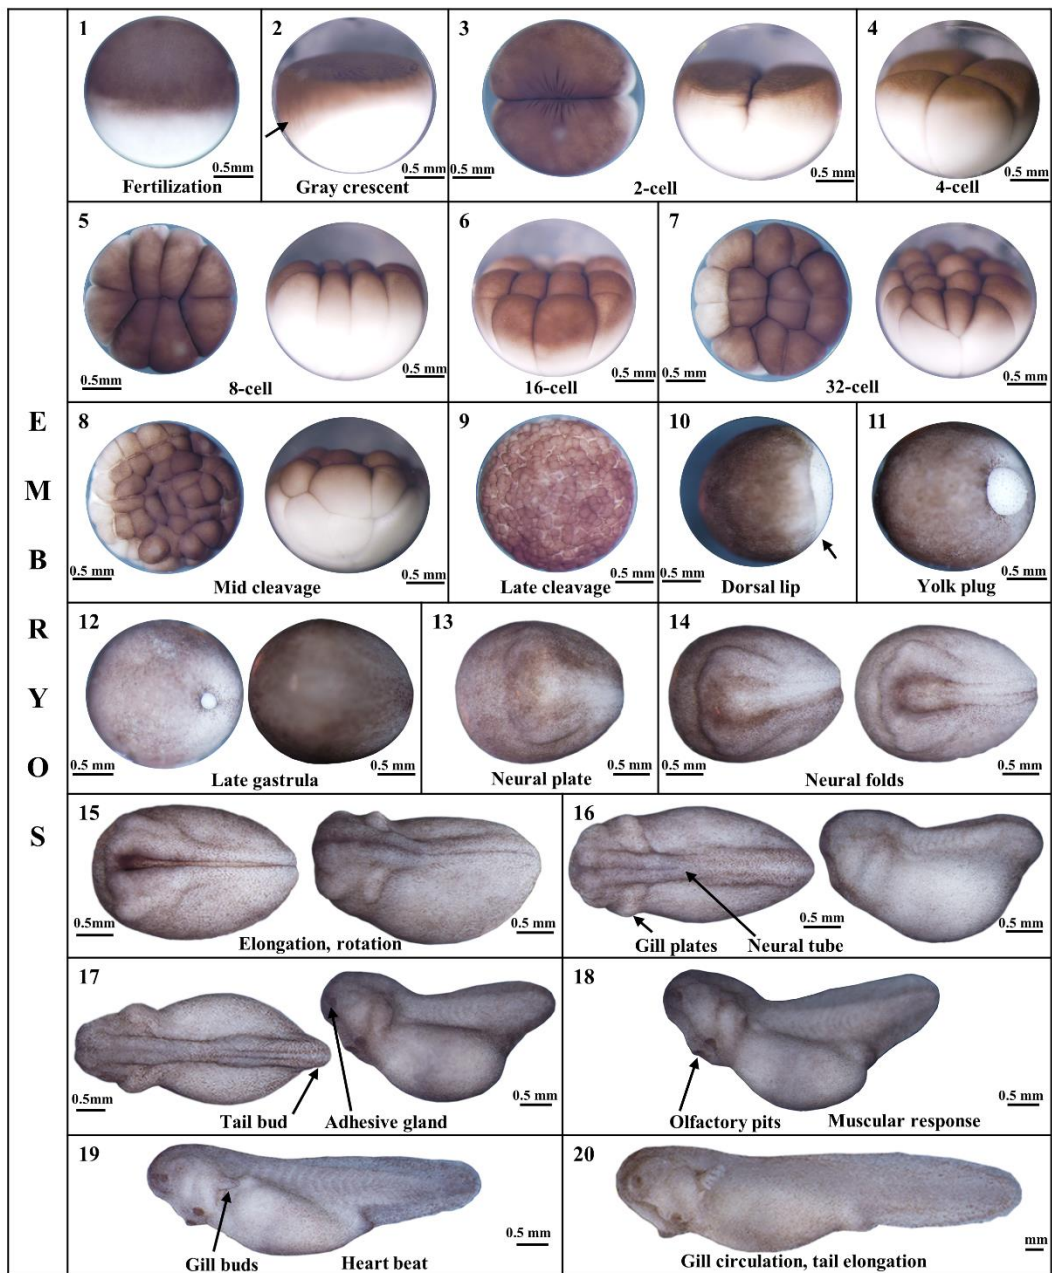 1
0.5mm
Fertilization
2
0.5 mm
Gray crescent
3
0.5 mm
0.5 mm
2-cell
4
0.5 mm
4-cell
5
0.5mm
0.5 mm
8-cell
6
0.5 mm
16-cell
7
0.5 mm
0.5 mm
32-cell
8
0.5 mm
0.5 mm
Mid cleavage
9
0.5 mm
Late cleavage
10
0.5 mm
Dorsal lip
11
0.5 mm
Yolk plug
12
0.5 mm
0.5 mm
Late gastrula
13
0.5 mm
Neural plate
14
0.5 mm
0.5 mm
Neural folds
15
0.5mm
0.5 mm
Elongation, rotation
16
0.5 mm
0.5 mm
Gill plates
Neural tube
17
0.5mm
0.5 mm
Tail bud
Adhesive gland
18
0.5 mm
Olfactory pits
Muscular response
19
0.5 mm
Gill buds
Heart beat
20
mm
Gill circulation, tail elongation
E
M
B
R
Y
O
S